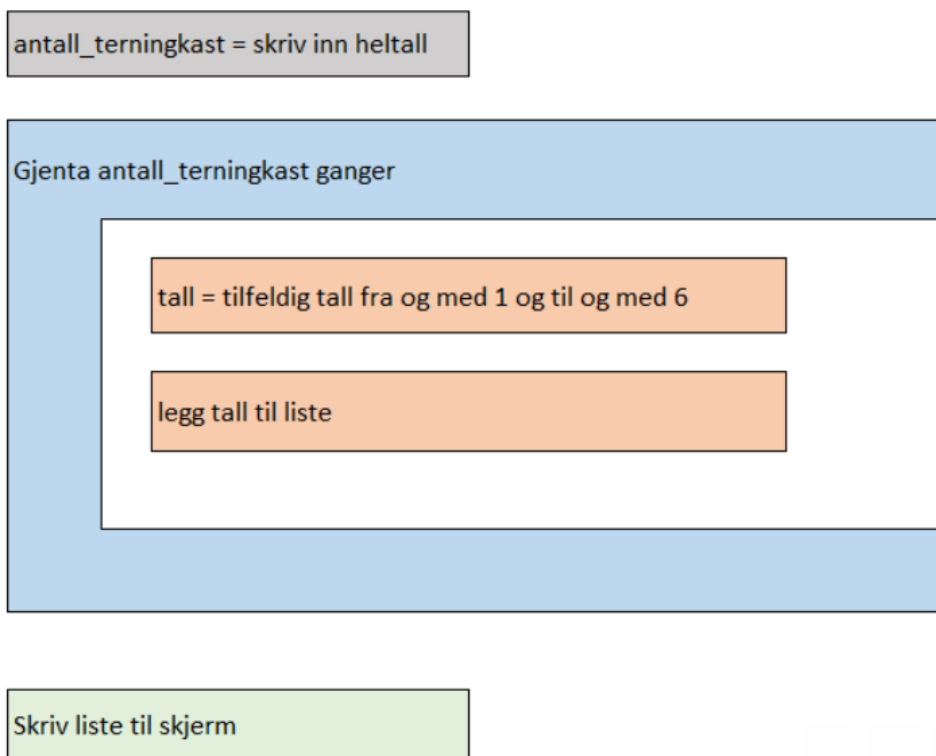 antall_terningkast = skriv inn heltall
Gjenta antall_terningkast ganger
tall = tilfeldig tall fra og med 1 og til og med 6
legg tall til liste
Skriv liste til skjerm